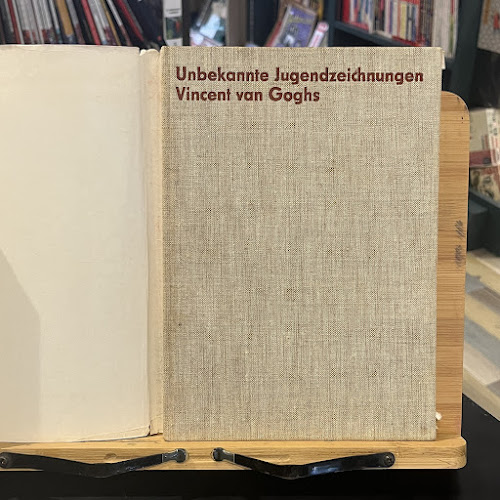 Unbekannte Jugendzeichnungen
Vincent van Goghs